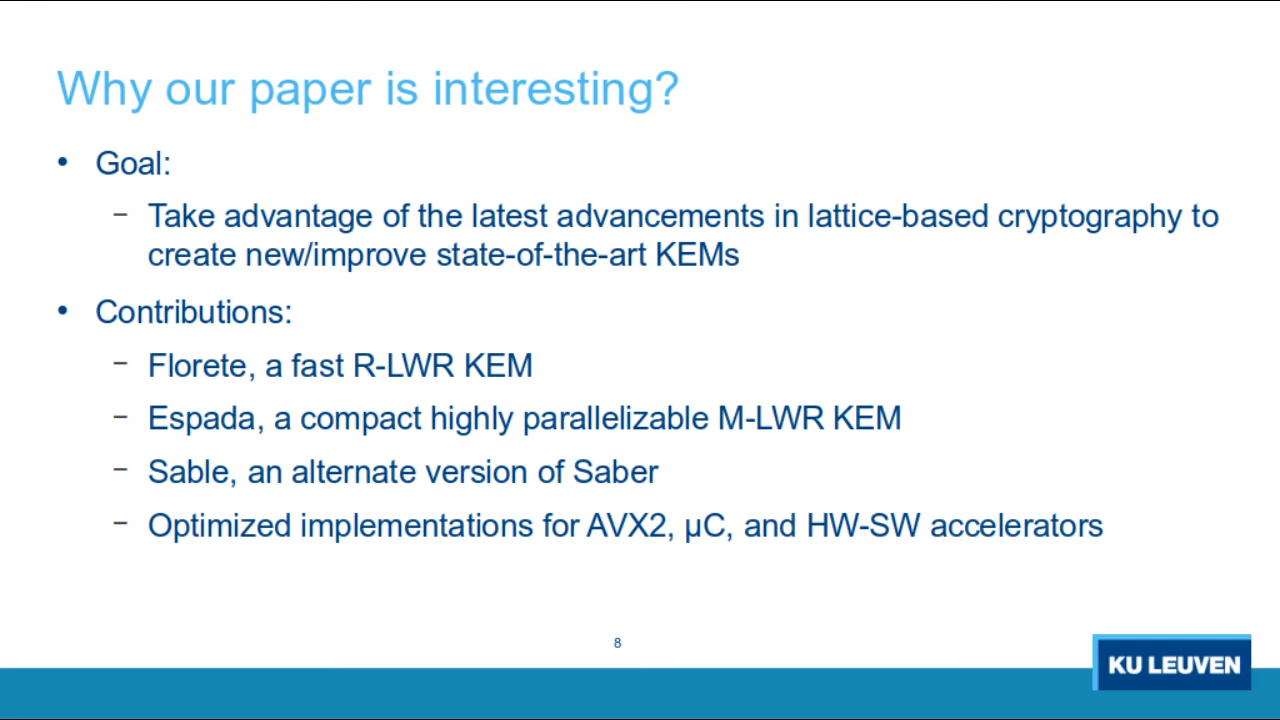 Why our paper is interesting?
• Goal:
– Take advantage of the latest advancements in lattice-based cryptography to
create new/improve state-of-the-art KEMs
• Contributions:
– Florete, a fast R-LWR KEM
– Espada, a compact highly parallelizable M-LWR KEM
– Sable, an alternate version of Saber
– Optimized implementations for AVX2, µC, and HW-SW accelerators
8
KU LEUVEN